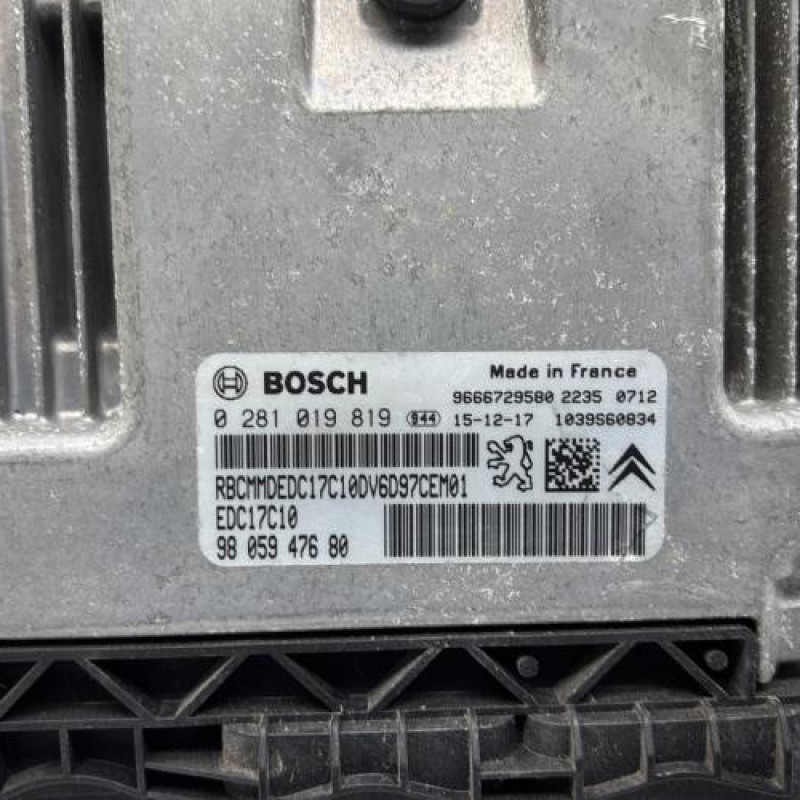 BOSCH
Made in France
9666729580 2235 0712
0 281 019 819 944 15-12-17 1039S60834
RBCMMDEDC17C10DV6D97CEM01
EDC17C10
98 059 476 80